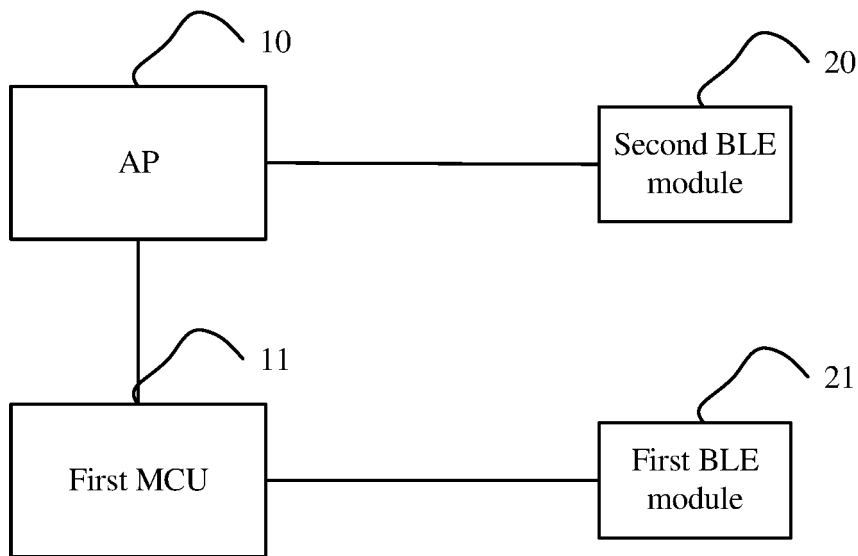 10
20
AP
Second BLE
module
11
21
First MCU
First BLE
module